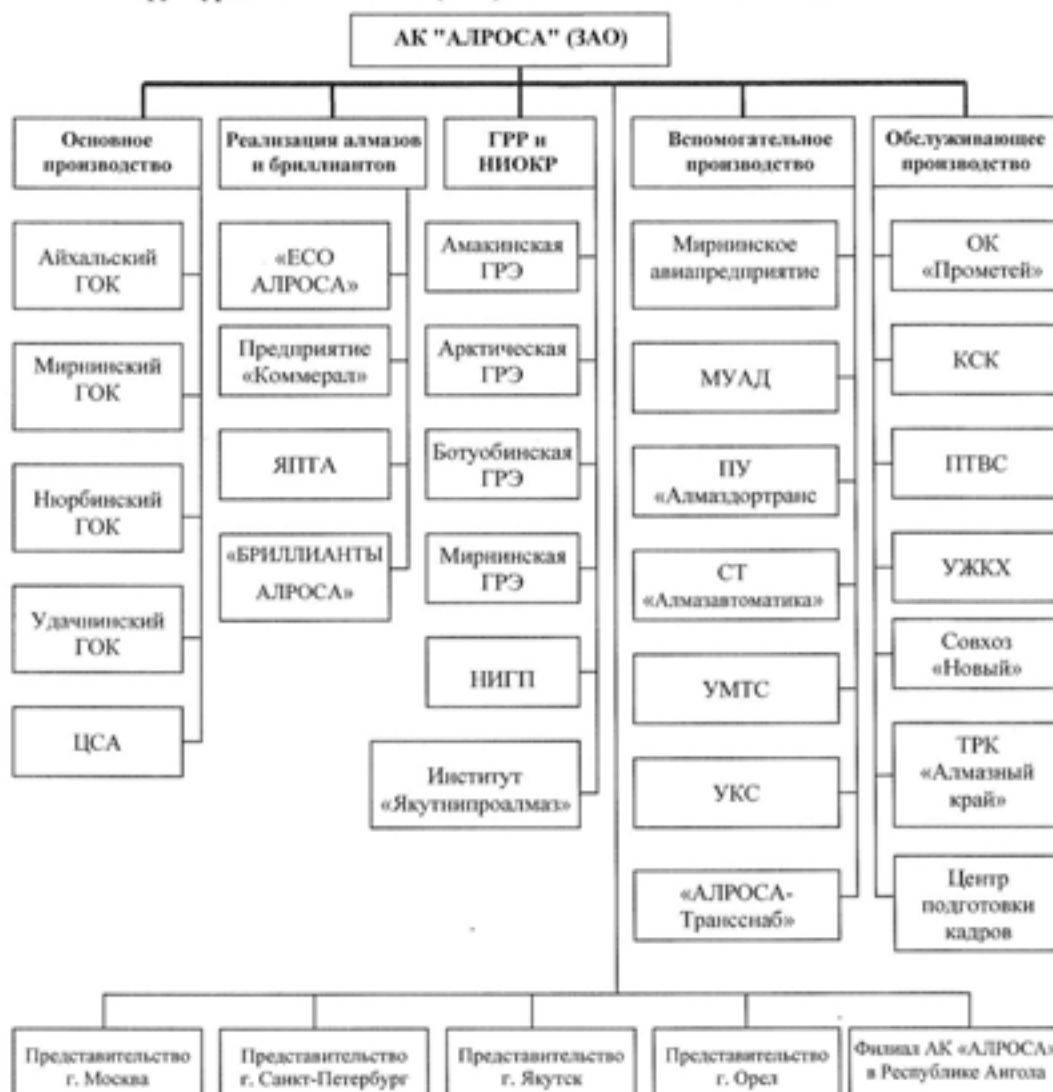 АК "АЛРОСА" (ЗАО)
Основное
производство
Реализация алмазов
и бриллиантов
ГРР и
НИОКР
Вспомогательное
производство
Обслуживающее
производство
Айхальский
ГОК
Мирнинский
ГОК
Нюрбинский
ГОК
Удачнинский
ГОК
ЦСА
«ЕСО
АЛРОСА»
Предприятие
«Коммерал»
ЯПТА
«БРИЛЛИАНТЫ
АЛРОСА»
Амакинская
ГРЭ
Арктическая
ГРЭ
Ботуобинская
ГРЭ
Мирнинская
ГРЭ
НИГП
Институт
«Якутнипроалмаз»
Мирнинское
авиапредприятие
МУАД
ПУ
«Алмаздортранс
СТ
«Алмазавтоматика»
УМТС
УКС
«АЛРОСА-
Трансснаб»
ОК
«Прометей»
КСК
ПТВС
УЖКХ
Совхоз
«Новый»
ТРК
«Алмазный
край»
Центр
подготовки
кадров
Представительство
г. Москва
Представительство
г. Санкт-Петербург
Представительство
г. Якутск
Представительство
г. Орел
Филиал АК «АЛРОСА»
в Республике Ангола